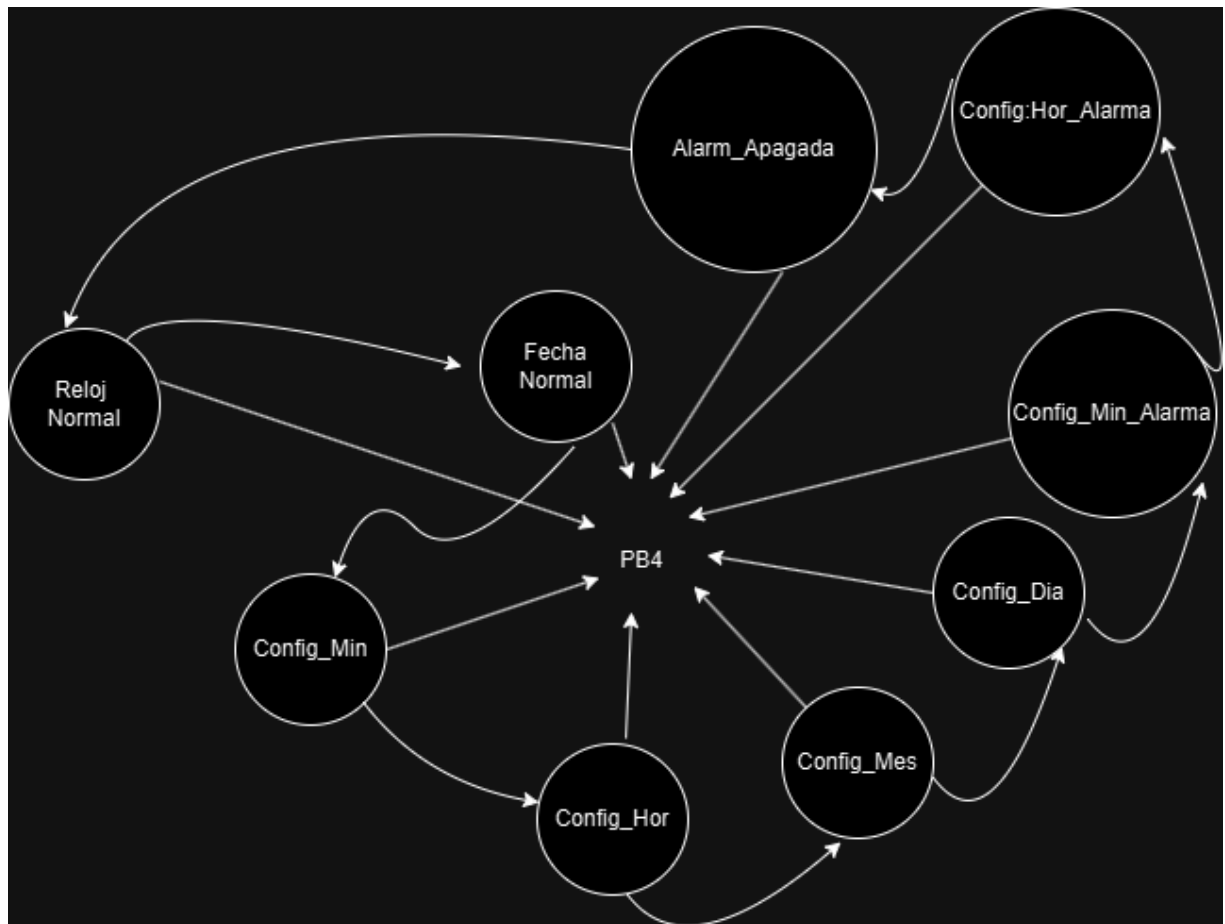 Config:Hor_Alarma
Alarm_Apagada
Fecha
Normal
Reloj
Normal
Config_Min_Alarma
PB4
Config_Dia
Config_Min
Config_Mes
Config_Hor